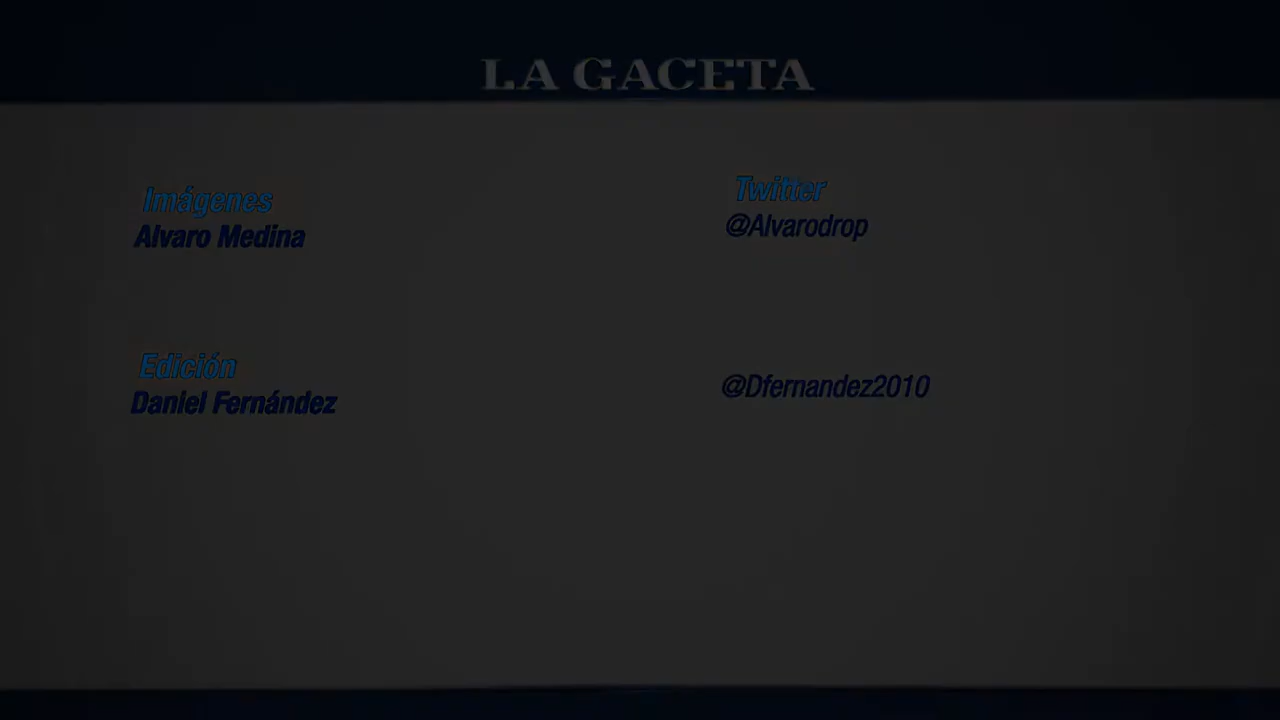 LA GACETA
Imágenes
Alvaro Medina
Twitter
@Alvarodrop
Edición
Daniel Fernández
@Dfernandez2010